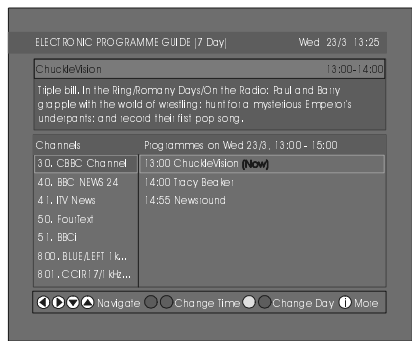 ELECTRONIC PROGRAMME GUIDE |7 Day| Wed 23/3 13:25
ChuckleVision 13:00-14:00
Triple bill. In the Ring/Romany Days/On the Radio: Paul and Barry
grapple with the world of wrestling: hunt for a mysterious Emperor's
underpants: and record their fist pop song.
Channels Programmes on Wed 23/3, 13:00 - 15:00
30. CBBC Channel 13:00 ChuckleVision (Now)
40. BBC NEWS 24 14:00 Tracy Beaker
41. ITV News 14:55 Newsround
50. FourText
51. BBCi
800. BLUE/LEFT 1k...
801. CCIR17/1kHz...
Navigate Change Time Change Day i More